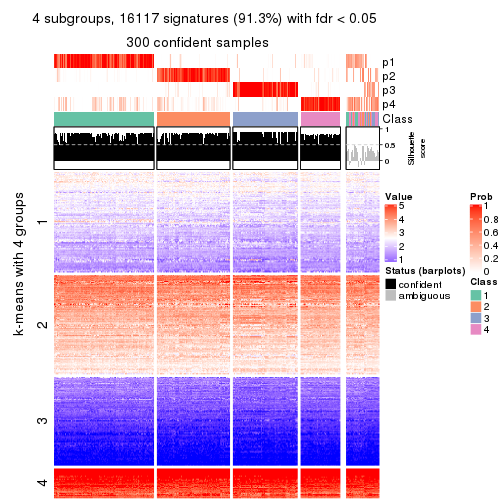 4 subgroups, 16117 signatures (91.3%) with fdr < 0.05
300 confident samples
p1
p2
p3
p4
Class
1
0.5
0
Silhouette
score
k-means with 4 groups
1
2
3
4
Value
5
4
3
2
1
Status (barplots)
confident
ambiguous
Prob
1
0.8
0.6
0.4
0.2
0
Class
1
2
3
4